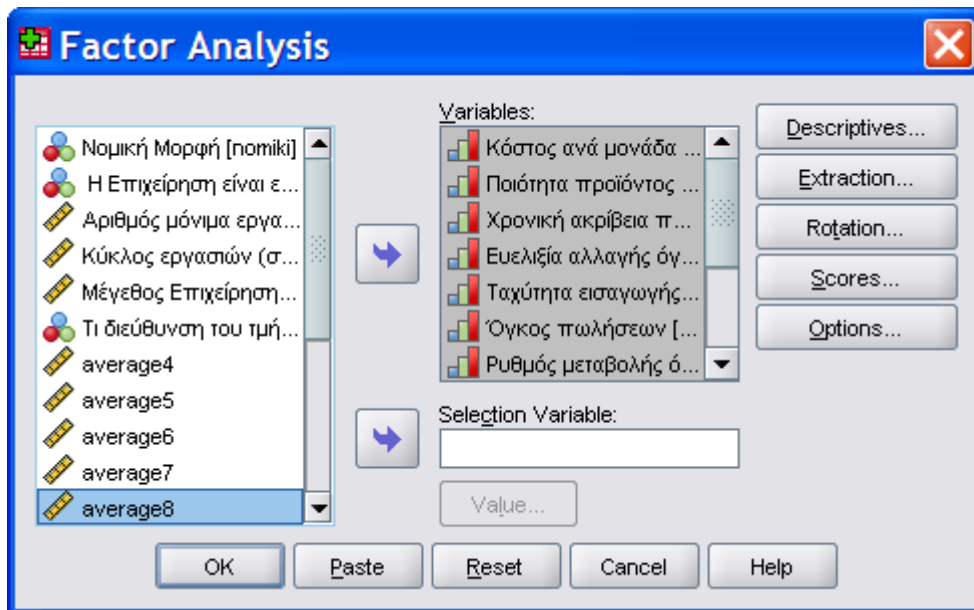 Factor Analysis
Νομική Μορφή [nomiki]
Η Επιχείρηση είναι ε...
Αριθμός μόνιμα εργα...
Κύκλος εργασιών (σ...
Μέγεθος Επιχείρηση...
Τι διεύθυνση του τμή...
average4
average5
average6
average7
average8
Variables:
Κόστος ανά μονάδα ...
Ποιότητα προϊόντος ...
Χρονική ακρίβεια π...
Ευελιξία αλλαγής όγ...
Ταχύτητα εισαγωγής...
Όγκος πωλήσεων [...
Ρυθμός μεταβολής ό...
Selection Variable:
Value...
Descriptives...
Extraction...
Rotation...
Scores...
Options...
OK
Paste
Reset
Cancel
Help